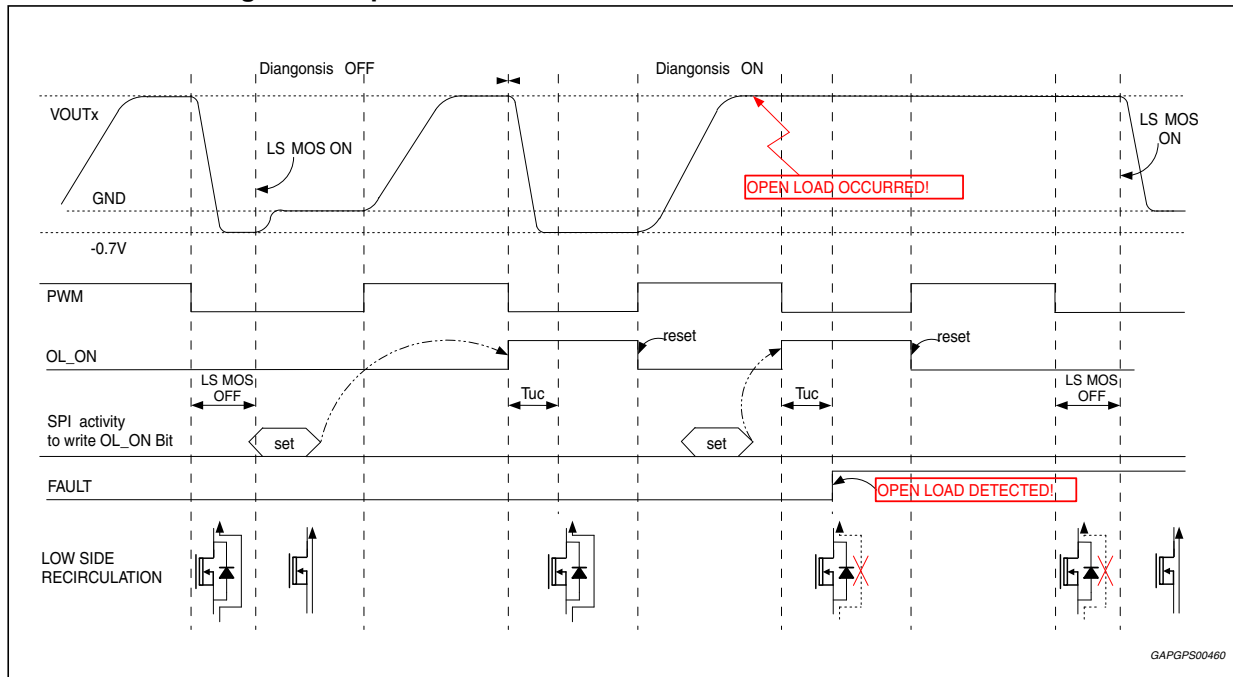 Diangonsis OFF
Diangonsis ON
VOUTx
LS MOS ON
LS MOS
ON
OPEN LOAD OCCURRED!
GND
-0.7V
PWM
OL_ON
reset
reset
LS MOS
OFF
Tuc
Tuc
LS MOS
OFF
SPI activity
to write OL_ON Bit
set
set
FAULT
OPEN LOAD DETECTED!
LOW SIDE
RECIRCULATION
GAPGPS00460